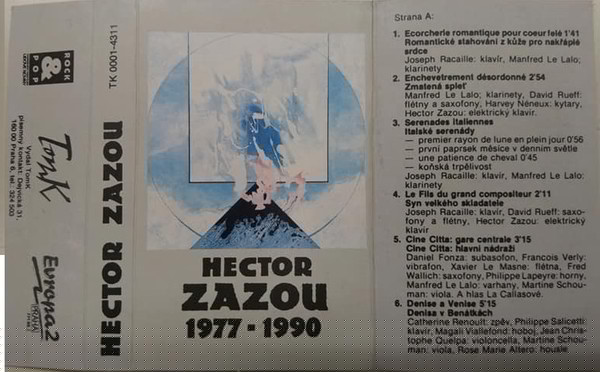 ROCK
&
POP
TomK
Vydal TomK
písemný kontakt: Dejvická 31,
160 00 Praha 6, tel.: 324 503
Evropa 2
PRAHA
TK 0001-4311
HECTOR ZAZOU
HECTOR
ZAZOU
1977 - 1990
Strana A:
1. Ecorcherie romantique pour coeur felé 1'41
Romantické stahování z kůže pro nakřáplé
srdce
Joseph Racaille: klavír, Manfred Le Lalo:
klarinety
2. Enchevetrement désordonné 2'54
Zmatená spleť
Manfred Le Lalo; klarinety, David Rueff:
flétny a saxofony, Harvey Néneux: kytary,
Hector Zazou: elektrický klavír.
3. Serenades italiennes
Italské serenády
— premier rayon de lune en plein jour 0'56
— první paprsek měsíce v denním světle
— une patience de cheval 0'45
— koňská trpělivost
Joseph Racaille: klavír, Manfred Le Lalo:
klarinety
4. Le Fils du grand compositeur 2'11
Syn velkého skladatele
Joseph Racaille: klavír, David Rueff: saxo-
fony a flétny, Hector Zazou: elektrický
klavír
5. Cine Citta: gare centrale 3'15
Cine Citta: hlavní nádraží
Daniel Fonza: subasofon, Francois Verly:
vibrafon, Xavier Le Masne: flétna, Fred
Wallich: saxofony, Philippe Lapeyre: horny,
Manfred Le Lalo: varhany, Martine Schou-
man: viola. A hlas La Callasové.
6. Denise a Venise 5'15
Denisa v Benátkách
Catherine Renoult: zpěv, Philippe Salicetti:
klavír, Magali Viallefond: hoboj, Jean Chris-
tophe Quelpa: violoncella, Martine Schou-
man: viola, Rose Marie Altero: housle